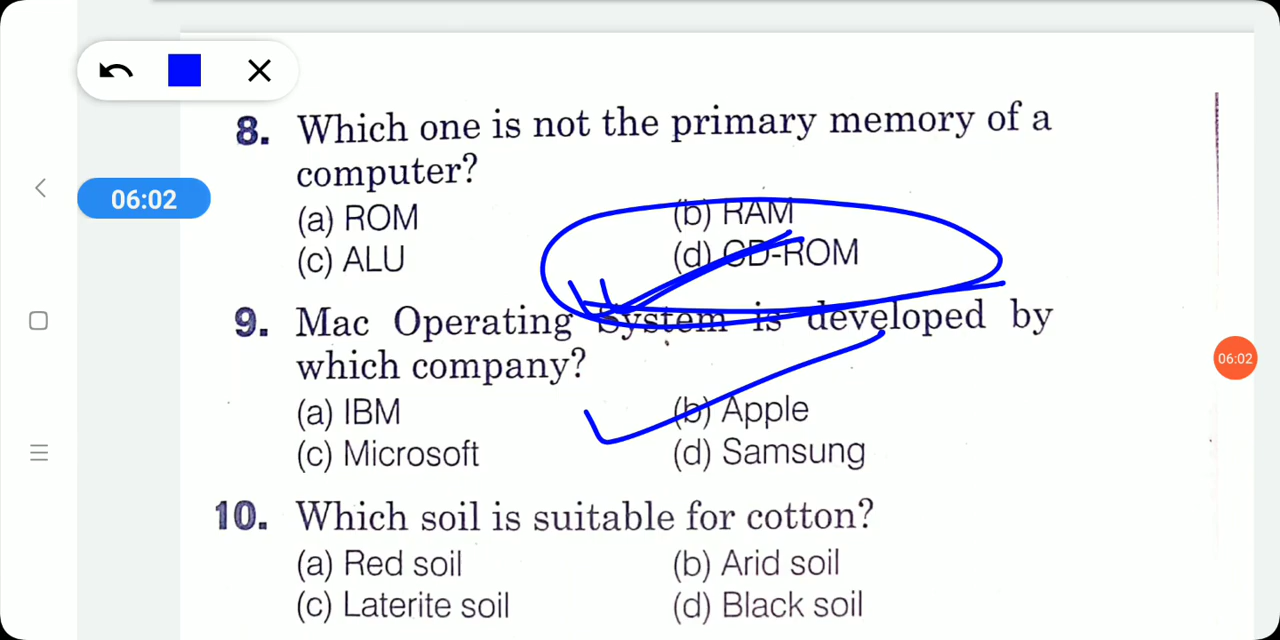 8. Which one is not the primary memory of a
computer?
(a) ROM (b) RAM
(c) ALU (d) CD-ROM
06:02
9. Mac Operating System is developed by
which company?
06:02
(a) IBM (b) Apple
(c) Microsoft (d) Samsung
10. Which soil is suitable for cotton?
(a) Red soil (b) Arid soil
(c) Laterite soil (d) Black soil